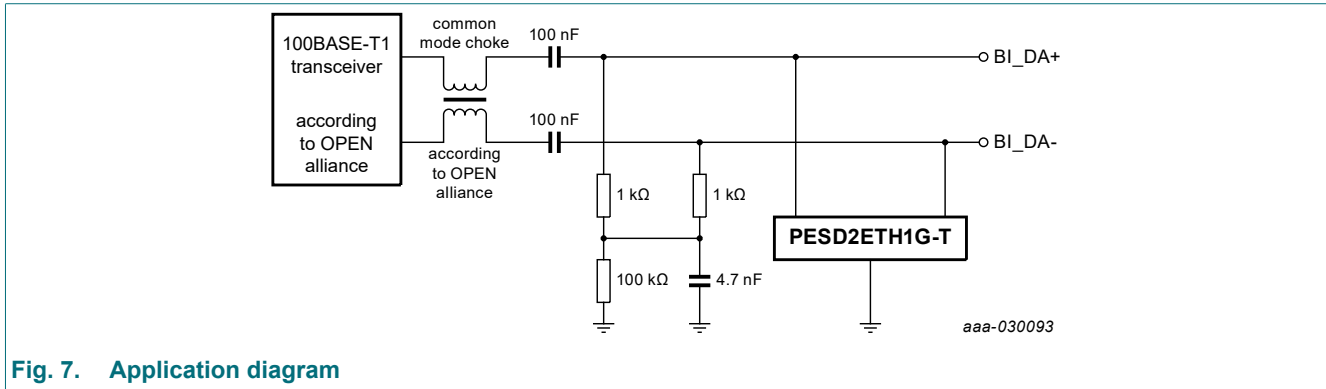 100BASE-T1
transceiver
according
to OPEN
alliance
common
mode choke
according
to OPEN
alliance
100 nF
100 nF
BI_DA+
BI_DA-
1 kΩ
1 kΩ
100 kΩ
4.7 nF
PESD2ETH1G-T
aaa-030093
Fig. 7. Application diagram